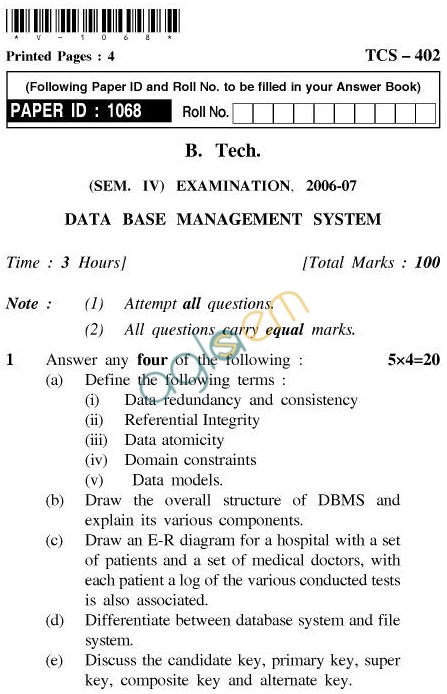 * V - 1 0 6 8 *
Printed Pages : 4 TCS – 402
(Following Paper ID and Roll No. to be filled in your Answer Book)
PAPER ID : 1068 Roll No.
B. Tech.
(SEM. IV) EXAMINATION, 2006-07
DATA BASE MANAGEMENT SYSTEM
Time : 3 Hours] [Total Marks : 100
Note : (1) Attempt all questions.
(2) All questions carry equal marks.
1 Answer any four of the following : 5×4=20
(a) Define the following terms :
(i) Data redundancy and consistency
(ii) Referential Integrity
(iii) Data atomicity
(iv) Domain constraints
(v) Data models.
(b) Draw the overall structure of DBMS and
explain its various components.
(c) Draw an E-R diagram for a hospital with a set
of patients and a set of medical doctors, with
each patient a log of the various conducted tests
is also associated.
(d) Differentiate between database system and file
system.
(e) Discuss the candidate key, primary key, super
key, composite key and alternate key.
aglasem